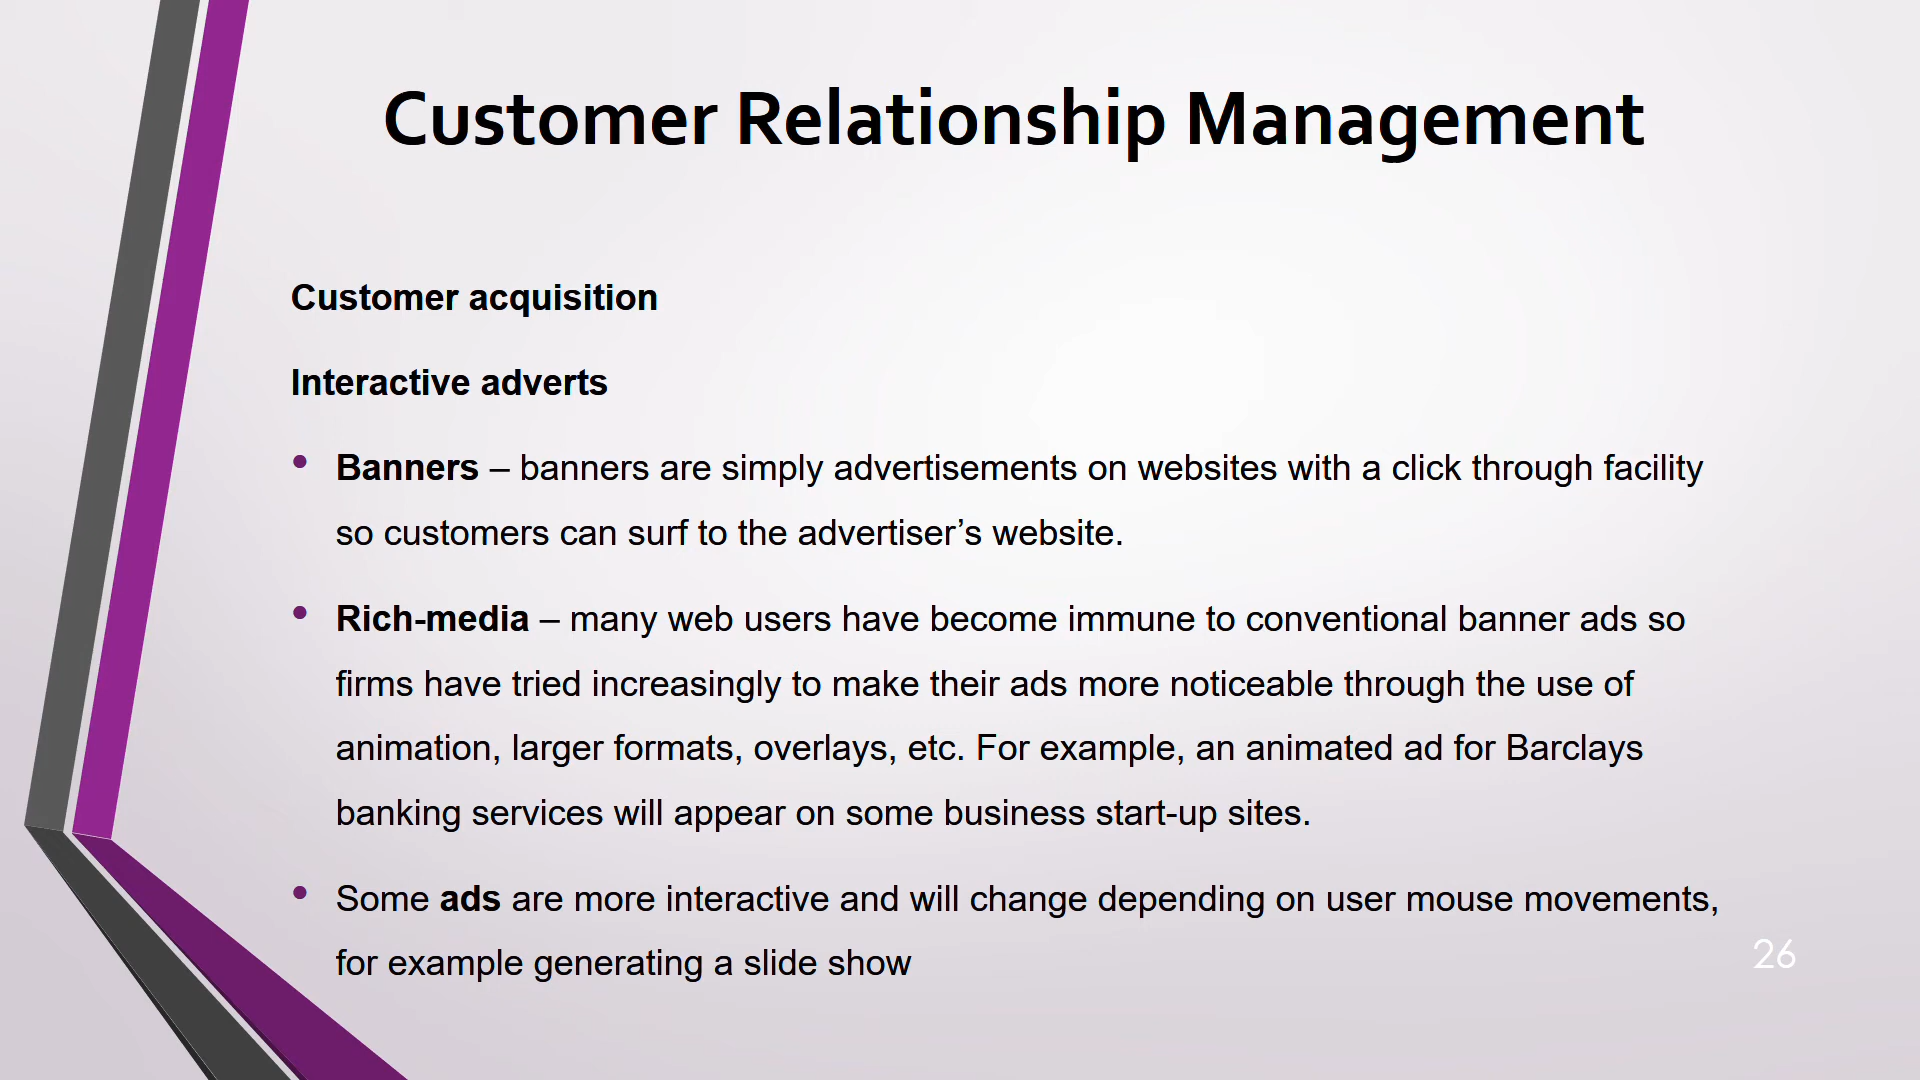 Customer Relationship Management
Customer acquisition
Interactive adverts
• Banners – banners are simply advertisements on websites with a click through facility
so customers can surf to the advertiser’s website.
• Rich-media – many web users have become immune to conventional banner ads so
firms have tried increasingly to make their ads more noticeable through the use of
animation, larger formats, overlays, etc. For example, an animated ad for Barclays
banking services will appear on some business start-up sites.
• Some ads are more interactive and will change depending on user mouse movements,
for example generating a slide show
26